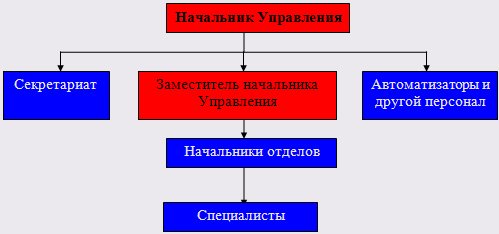 Начальник Управления
Секретариат
Заместитель начальника
Управления
Автоматизаторы и
другой персонал
Начальники отделов
Специалисты